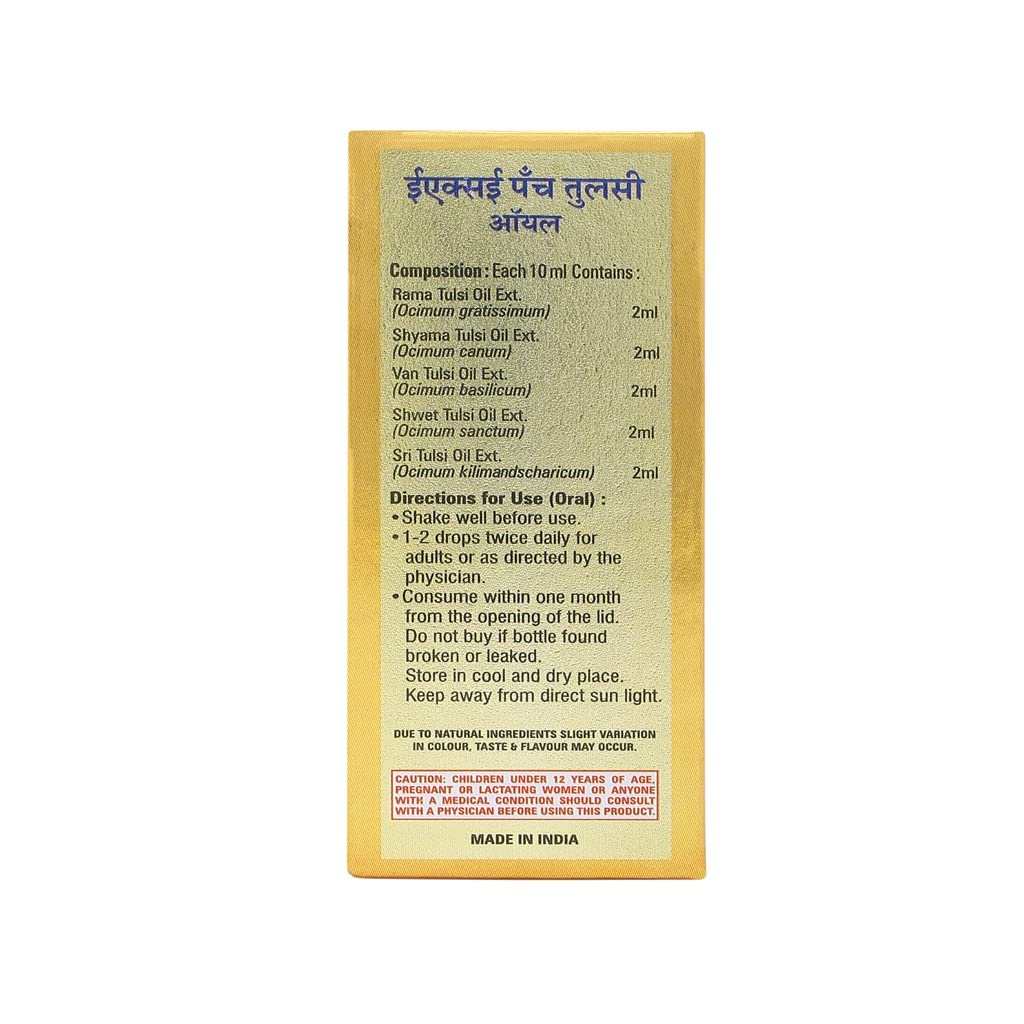 ईएक्सई पँच तुलसी
ऑयल
Composition : Each 10 ml Contains :
Rama Tulsi Oil Ext.
(Ocimum gratissimum) 2ml
Shyama Tulsi Oil Ext.
(Ocimum canum) 2ml
Van Tulsi Oil Ext.
(Ocimum basilicum) 2ml
Shwet Tulsi Oil Ext.
(Ocimum sanctum) 2ml
Sri Tulsi Oil Ext.
(Ocimum kilimandscharicum) 2ml
Directions for Use (Oral) :
• Shake well before use.
• 1-2 drops twice daily for
adults or as directed by the
physician.
• Consume within one month
from the opening of the lid.
Do not buy if bottle found
broken or leaked.
Store in cool and dry place.
Keep away from direct sun light.
DUE TO NATURAL INGREDIENTS SLIGHT VARIATION
IN COLOUR, TASTE & FLAVOUR MAY OCCUR.
CAUTION: CHILDREN UNDER 12 YEARS OF AGE,
PREGNANT OR LACTATING WOMEN OR ANYONE
WITH A MEDICAL CONDITION SHOULD CONSULT
WITH A PHYSICIAN BEFORE USING THIS PRODUCT.
MADE IN INDIA